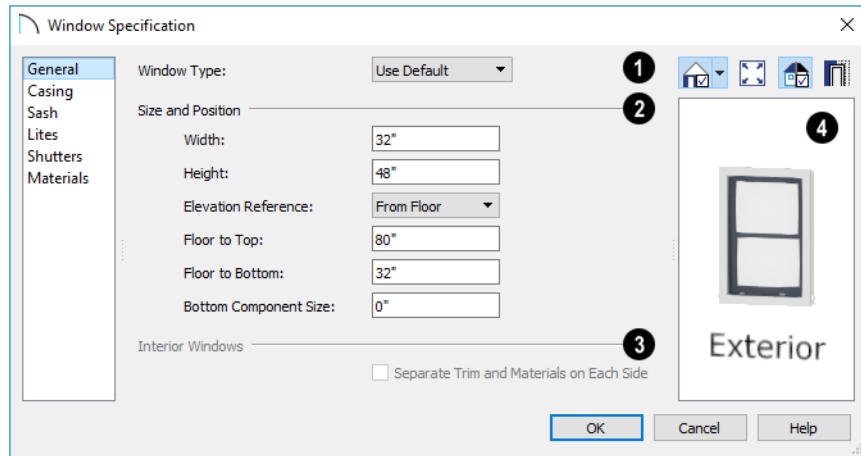 Window Specification
General
Casing
Sash
Lites
Shutters
Materials
Window Type: Use Default 1
Size and Position 2
Width: 32"
Height: 48"
Elevation Reference: From Floor
Floor to Top: 80"
Floor to Bottom: 32"
Bottom Component Size: 0"
Interior Windows 3
Separate Trim and Materials on Each Side
4
Exterior
OK Cancel Help